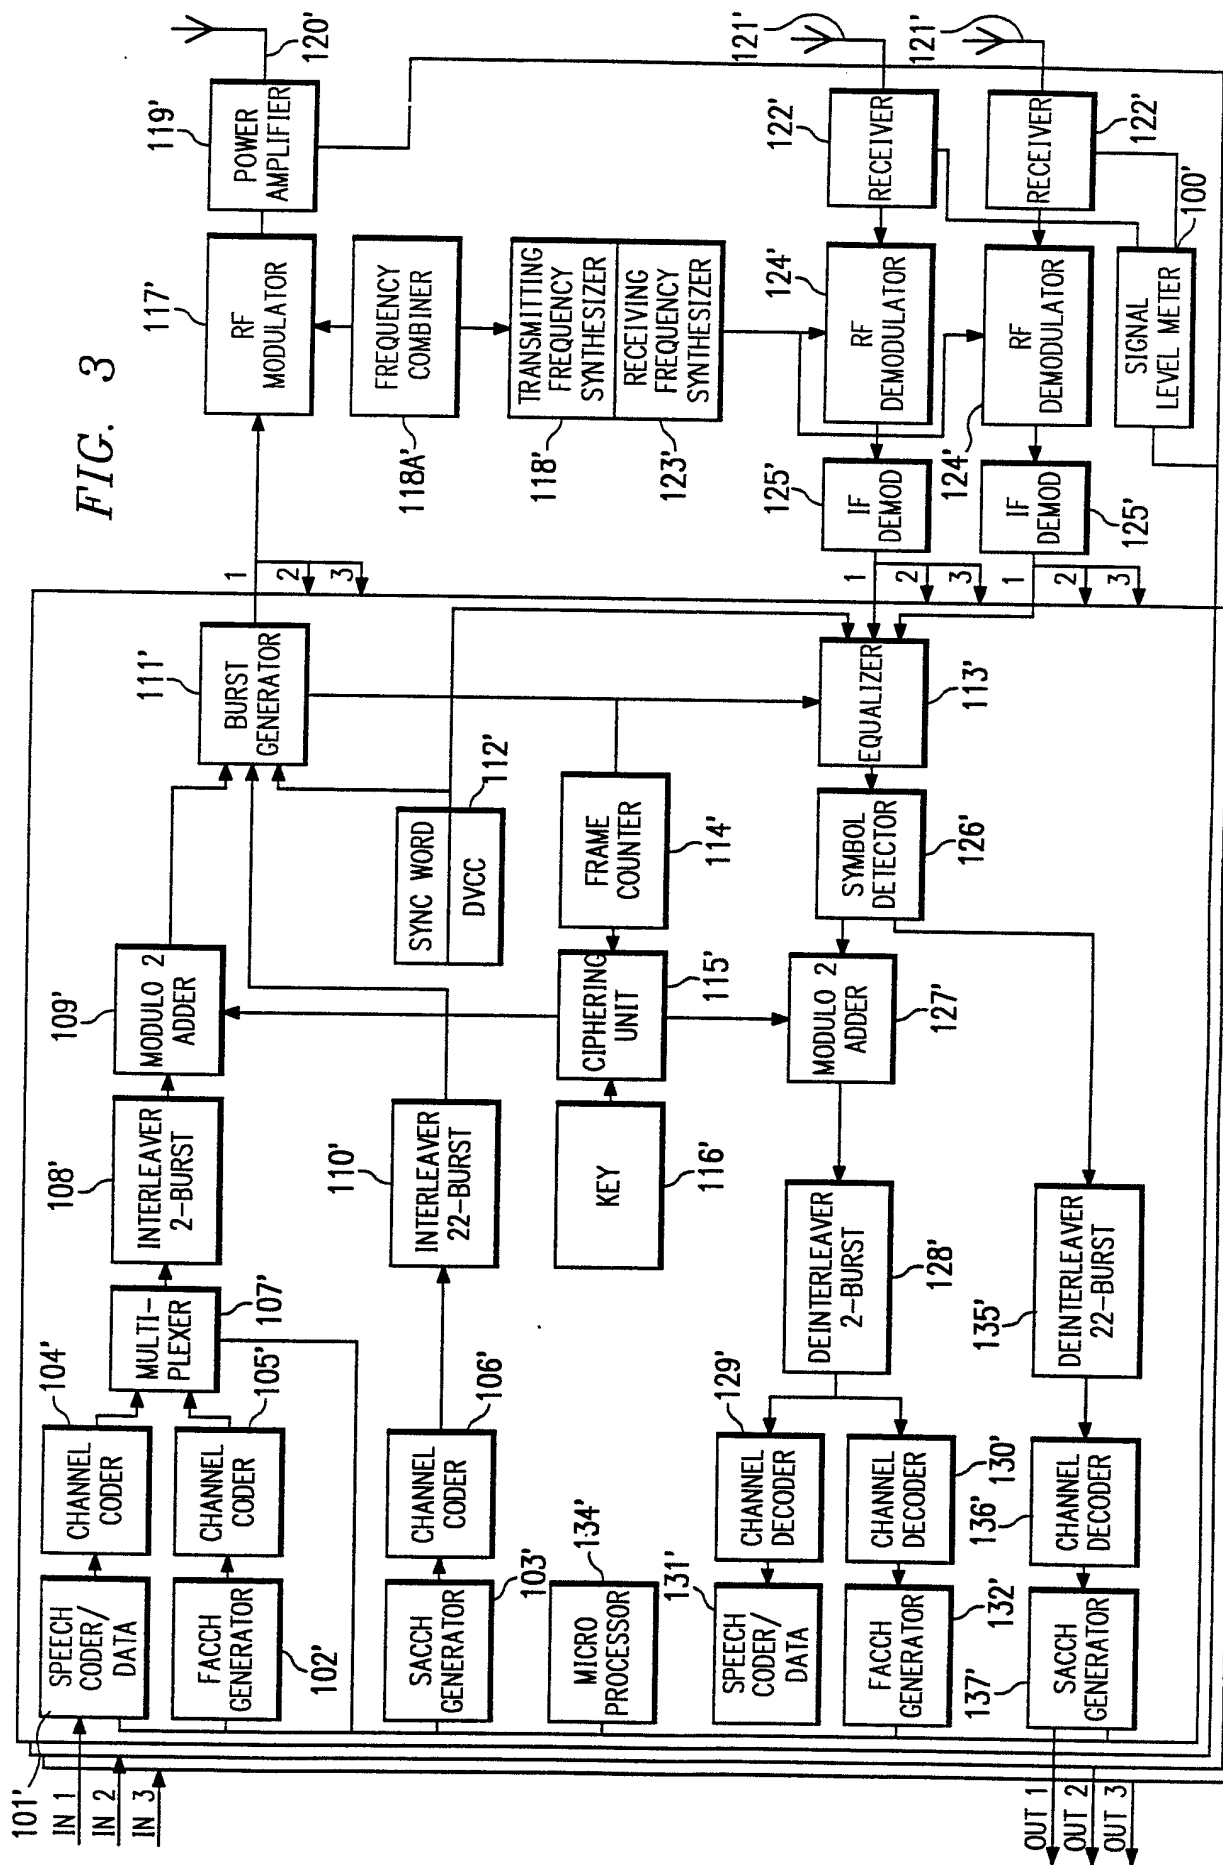 FIG. 3
101'
IN 1
IN 2
IN 3
SPEECH
CODER/
DATA
104'
CHANNEL
CODER
FACCH
GENERATOR
102'
105'
CHANNEL
CODER
107'
MULTI-
PLEXER
108'
INTERLEAVER
2-BURST
109'
MODULO 2
ADDER
111'
BURST
GENERATOR
1
2
3
117'
RF
MODULATOR
119'
POWER
AMPLIFIER
120'
SACCH
GENERATOR
103'
CHANNEL
CODER
106'
110'
INTERLEAVER
22-BURST
SYNC WORD
DVCC
112'
FREQUENCY
COMBINER
118A'
MICRO
PROCESSOR
134'
KEY
116'
CIPHERING
UNIT
115'
FRAME
COUNTER
114'
TRANSMITTING
FREQUENCY
SYNTHESIZER
118'
RECEIVING
FREQUENCY
SYNTHESIZER
123'
SPEECH
CODER/
DATA
131'
CHANNEL
DECODER
129'
DEINTERLEAVER
2-BURST
128'
MODULO 2
ADDER
127'
SYMBOL
DETECTOR
126'
EQUALIZER
113'
1
2
3
125'
IF
DEMOD
124'
RF
DEMODULATOR
122'
RECEIVER
121'
FACCH
GENERATOR
132'
CHANNEL
DECODER
130'
137'
SACCH
GENERATOR
136'
CHANNEL
DECODER
135'
DEINTERLEAVER
22-BURST
1
2
3
IF
DEMOD
125'
124'
RF
DEMODULATOR
RECEIVER
122'
121'
SIGNAL
LEVEL METER
100'
OUT 1
OUT 2
OUT 3